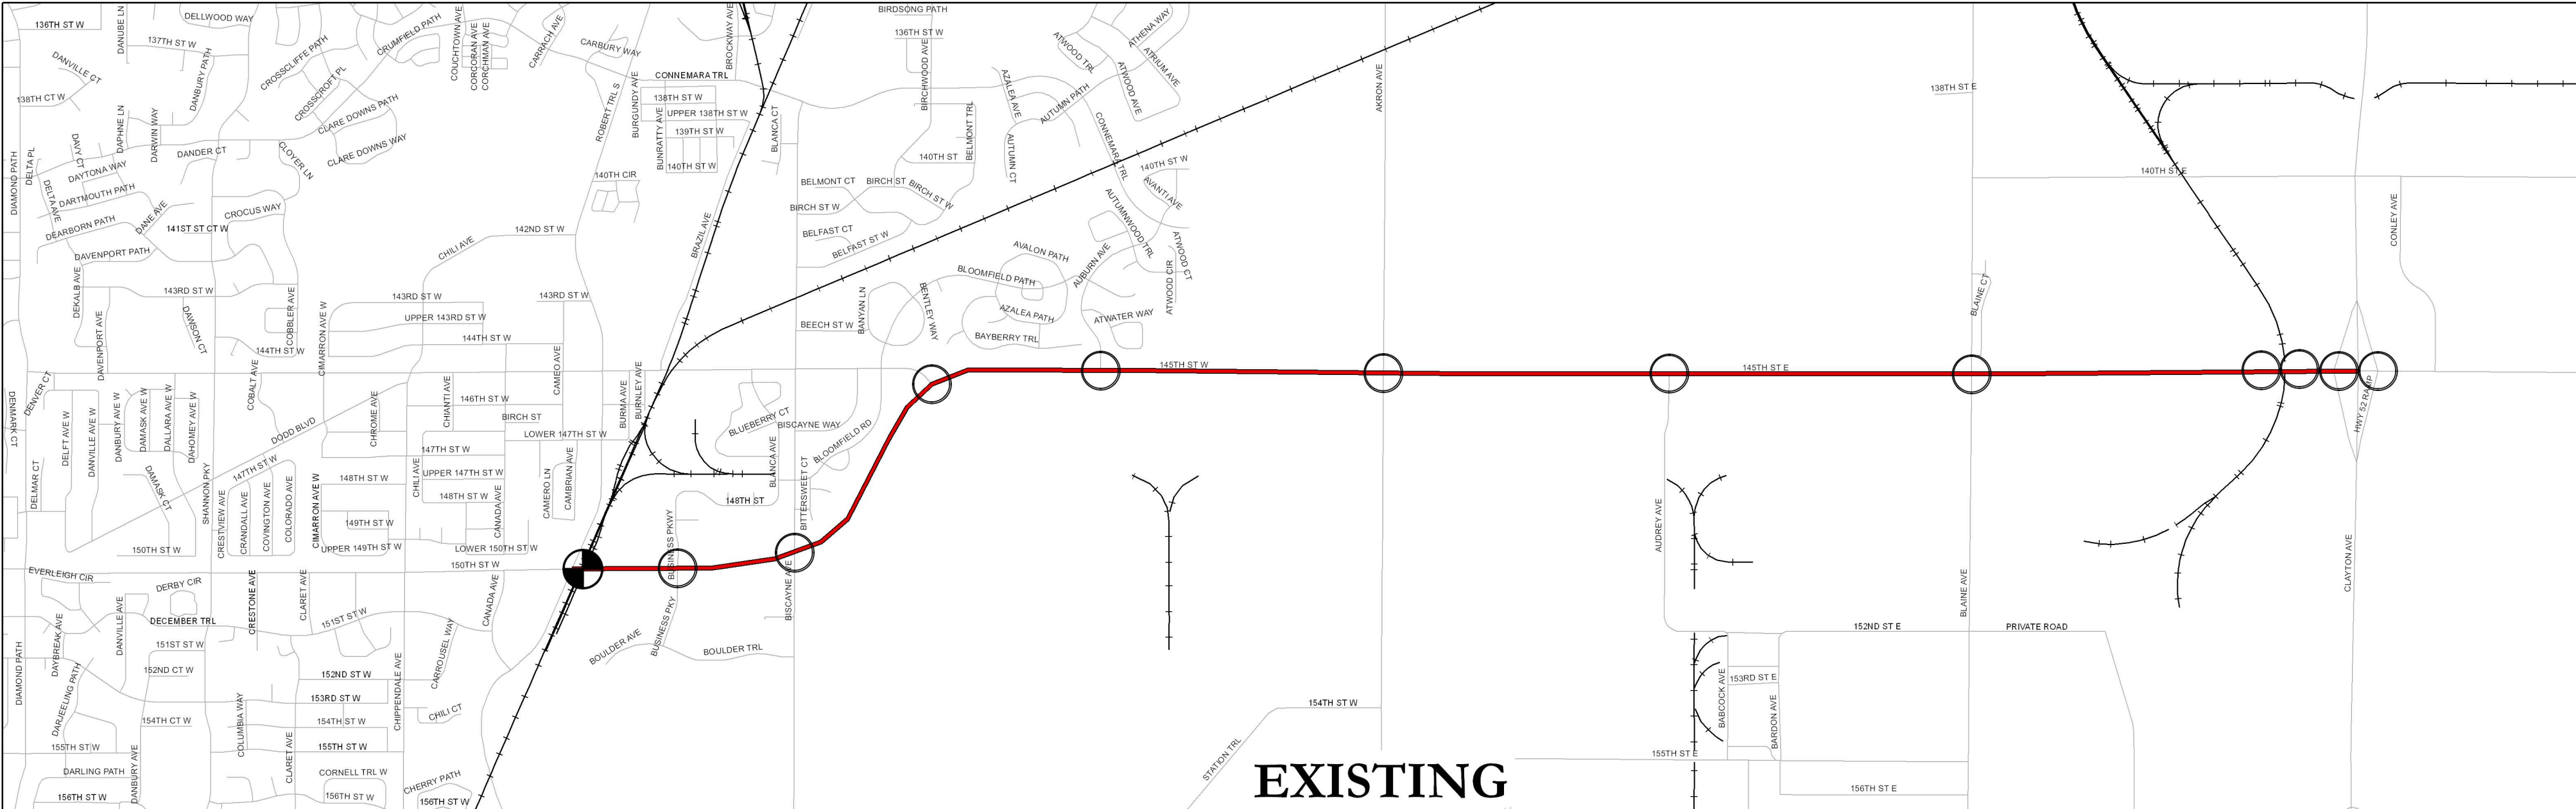 136TH ST W
DANUBE LN
DELLWOOD WAY
137TH ST W
DANVILLE CT
DANBURY PATH
CROSSCLIFFE PATH
CRUMFIELD PATH
COUCHTOWN AVE
CORCORAN AVE
CORCHMAN AVE
CARRACH AVE
CARBURY WAY
BROCKWAY AVE
BIRDSONG PATH
136TH ST W
ATWOOD TRL
ATHENA WAY
ATRIUM AVE
ATWOOD AVE
138TH CT W
CROSSCROFT PL
CLARE DOWNS PATH
CLARE DOWNS WAY
ROBERT TRL S
BURGUNDY AVE
CONNEMARA TRL
138TH ST W
UPPER 138TH ST W
139TH ST W
140TH ST W
BUNRATTY AVE
BLANCA CT
BIRCHWOOD AVE
AZALEA AVE
AUTUMN PATH
AKRON AVE
138TH ST E
DIAMOND PATH
DELTA PL
DAVY CT
DAPHNE LN
DARWIN WAY
DANDER CT
CLOYER LN
DAYTONA WAY
DELTA AVE
DARTMOUTH PATH
140TH CIR
140TH ST
BELMONT TRL
AUTUMN CT
CONNEMARA TRL
140TH ST W
140TH ST E
BELMONT CT
BIRCH ST
BIRCH ST W
BIRCH ST W
AVANTI AVE
DEARBORN PATH
DANE AVE
CROCUS WAY
141ST ST CT W
142ND ST W
CHILI AVE
BRAZIL AVE
BELFAST CT
BELFAST ST W
AUTUMNWOOD TRL
CONLEY AVE
DAVENPORT PATH
AVALON PATH
AUBURN AVE
ATWOOD CT
ATWOOD CIR
BLOOMFIELD PATH
BLAINE CT
DEKALB AVE
143RD ST W
143RD ST W
143RD ST W
DAVENPORT AVE
DAWSON CT
COBBLER AVE
CIMARRON AVE W
UPPER 143RD ST W
BEECH ST W
BANYAN LN
BENTLEY WAY
AZALEA PATH
ATWATER WAY
BAYBERRY TRL
144TH ST W
144TH ST W
CAMEO AVE
145TH ST W
145TH ST E
DENVER CT
COBALT AVE
BURMA AVE
BURNLEY AVE
HWY 52 RAMP
DENMARK CT
DELFT AVE W
DANVILLE AVE W
DANBURY AVE W
DAMASK AVE W
DALLARA AVE W
DAHOMEY AVE W
DODD BLVD
CHROME AVE
CHIANTI AVE
146TH ST W
BIRCH ST
LOWER 147TH ST W
BLUEBERRY CT
BISCAYNE WAY
BLOOMFIELD RD
147TH ST W
147TH ST W
UPPER 147TH ST W
148TH ST W
148TH ST W
148TH ST
DELMAR CT
DAMASK CT
SHANNON PKY
CRESTVIEW AVE
CRANDALL AVE
COVINGTON AVE
COLORADO AVE
CIMARRON AVE W
CHILI AVE
CANADA AVE
CAMERO LN
CAMBRIAN AVE
BLANCA AVE
BITTERSWEET CT
BUSINESS PKWY
149TH ST W
UPPER 149TH ST W
LOWER 150TH ST W
150TH ST W
150TH ST W
AUDREY AVE
BLAINE AVE
CLAYTON AVE
EVERLEIGH CIR
DERBY CIR
CRESTONE AVE
CLARET AVE
CANADA AVE
BISCAYNE AVE
BUSINESS PKY
DAYBREAK AVE
DANVILLE AVE
DECEMBER TRL
151ST ST W
151ST ST W
CARROUSEL WAY
BOULDER AVE
BOULDER TRL
152ND ST E
PRIVATE ROAD
DIAMOND PATH
DARJEELING PATH
152ND CT W
152ND ST W
153RD ST W
CHIPPENDALE AVE
153RD ST E
BABCOCK AVE
BARDON AVE
154TH CT W
COLUMBIA WAY
154TH ST W
CHILI CT
154TH ST W
155TH ST W
DANBURY AVE
CLARET AVE
155TH ST W
STATION TRL
155TH ST E
DARLING PATH
CORNELL TRL W
CHERRY PATH
156TH ST W
156TH ST W
156TH ST W
156TH ST E
EXISTING